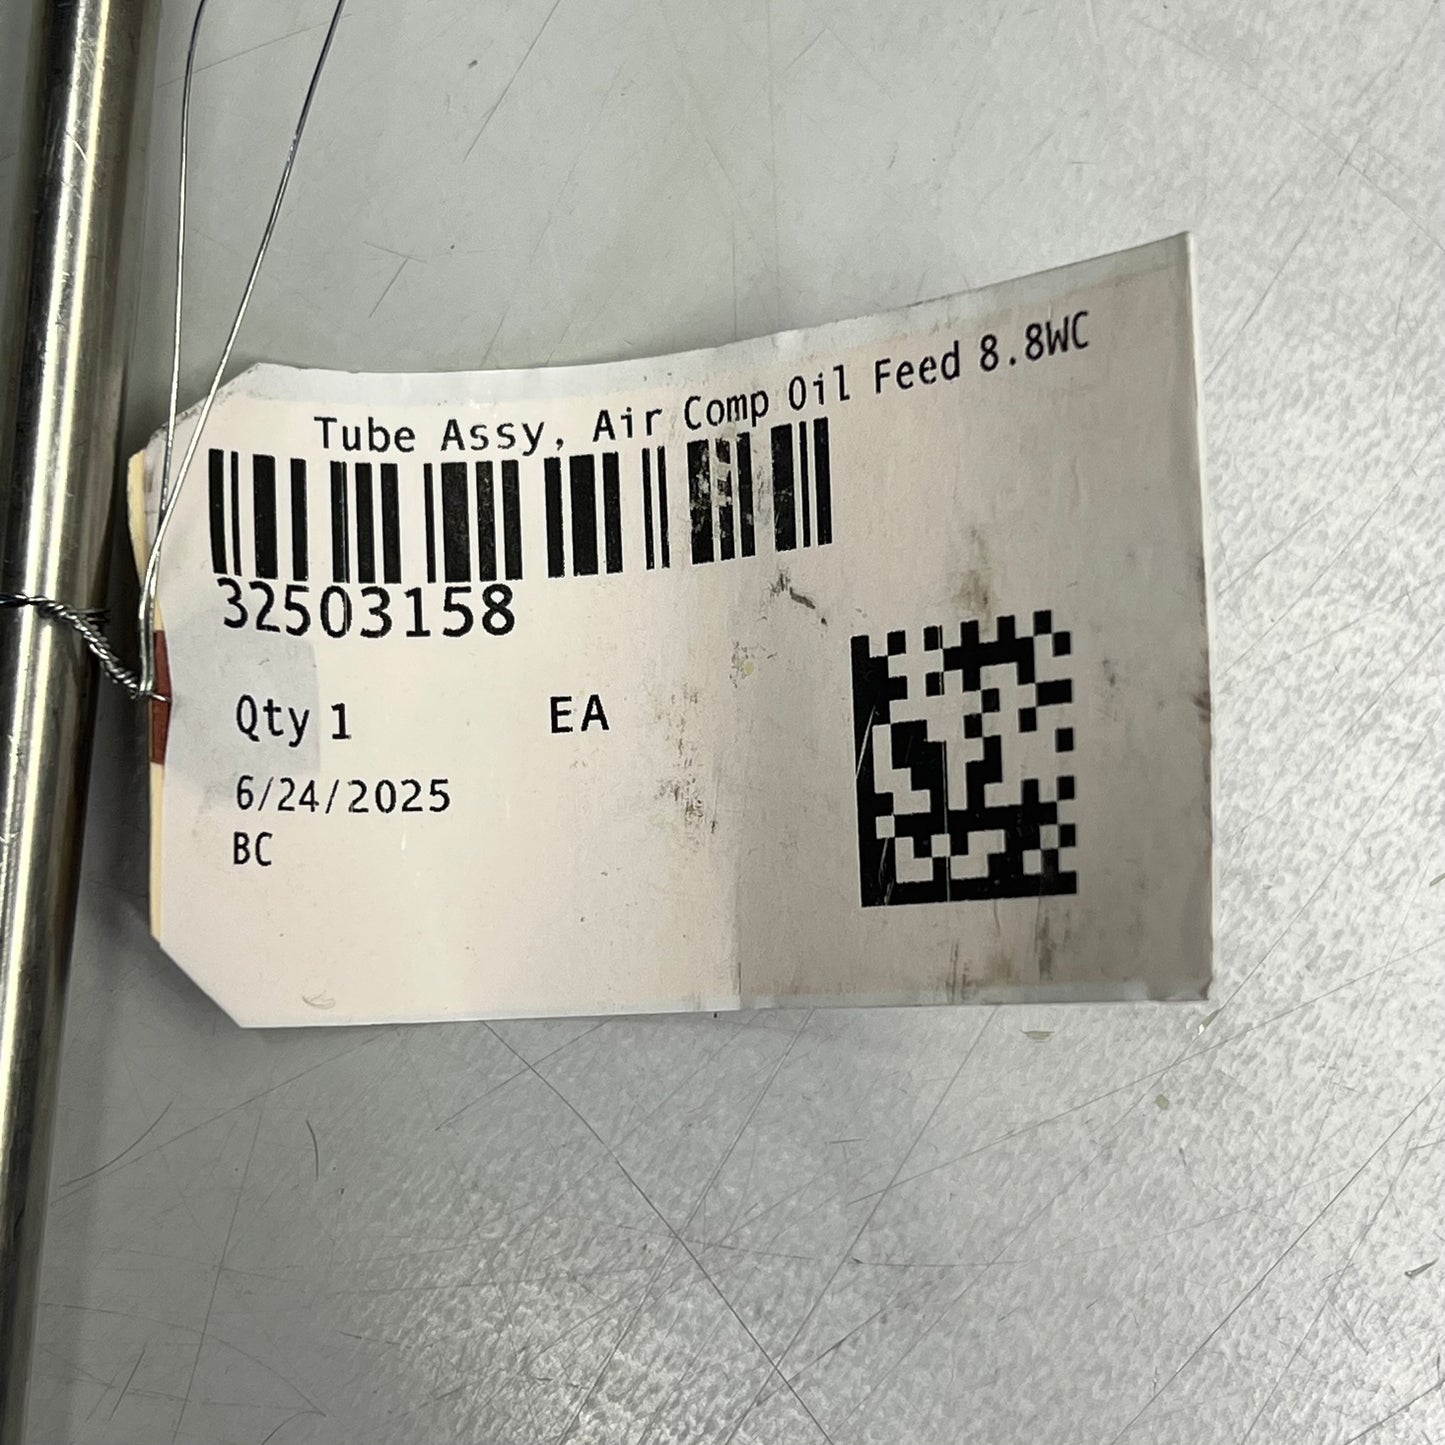 Tube Assy, Air Comp Oil Feed 8.8WC
32503158
Qty 1 EA
6/24/2025
BC